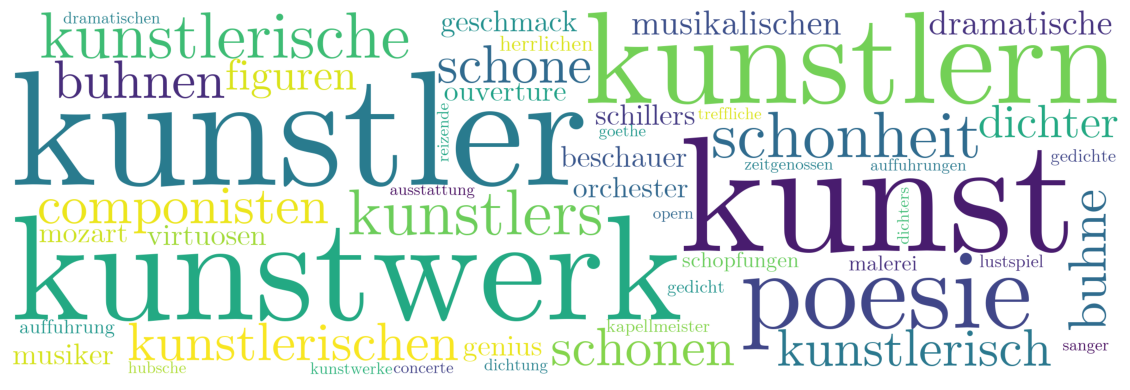 dramatischen
kunstlerische
geschmack
musikalischen
dramatische
herrlichen
buhnen
figuren
schone
kunstlern
ouverture
kunstler
reizende
schillers
treffliche
goethe
schonheit
dichter
beschauer
zeitgenossen
auffuhrungen
gedichte
ausstattung
orchester
kunst
componisten
kunstlers
opern
dichters
buhne
mozart
virtuosen
kunstwerk
schopfungen
malerei
lustspiel
gedicht
poesie
auffuhrung
kapellmeister
musiker
kunstlerischen
genius
schonen
kunstlerisch
sanger
hubsche
kunstwerke
concerte
dichtung